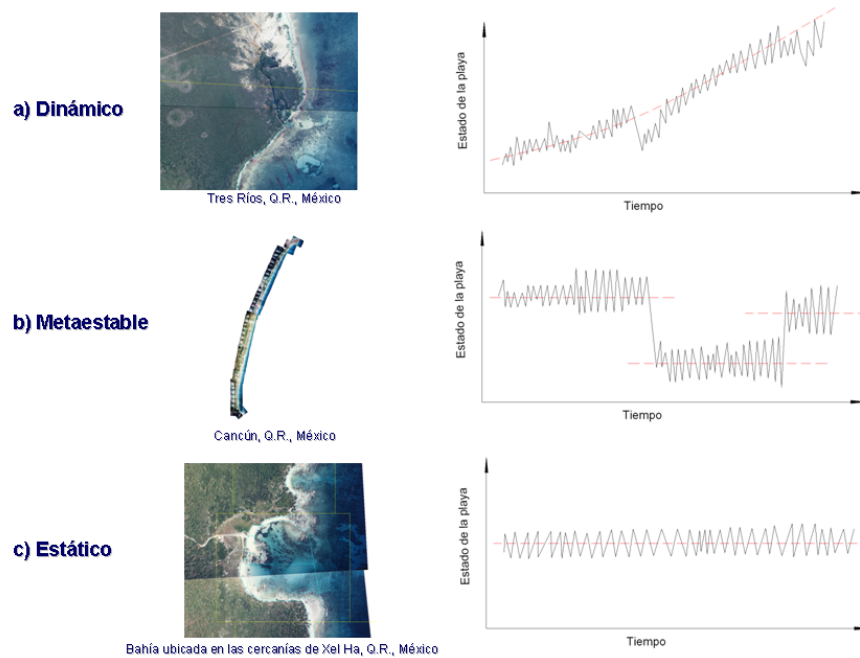 a) Dinámico
Tres Ríos, Q.R., México
Estado de la playa
Tiempo
b) Metaestable
Cancún, Q.R., México
Estado de la playa
Tiempo
c) Estático
Bahía ubicada en las cercanías de Xel Ha, Q.R., México
Estado de la playa
Tiempo